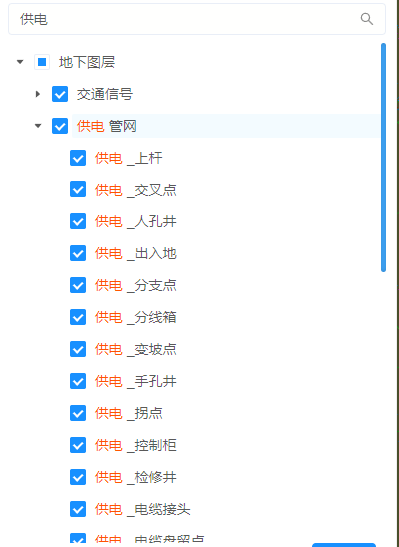 供电
地下图层
交通信号
供电 管网
供电 _上杆
供电 _交叉点
供电 _人孔井
供电 _出入地
供电 _分支点
供电 _分线箱
供电 _变坡点
供电 _手孔井
供电 _拐点
供电 _控制柜
供电 _检修井
供电 _电缆接头
供电 _电缆盘留点